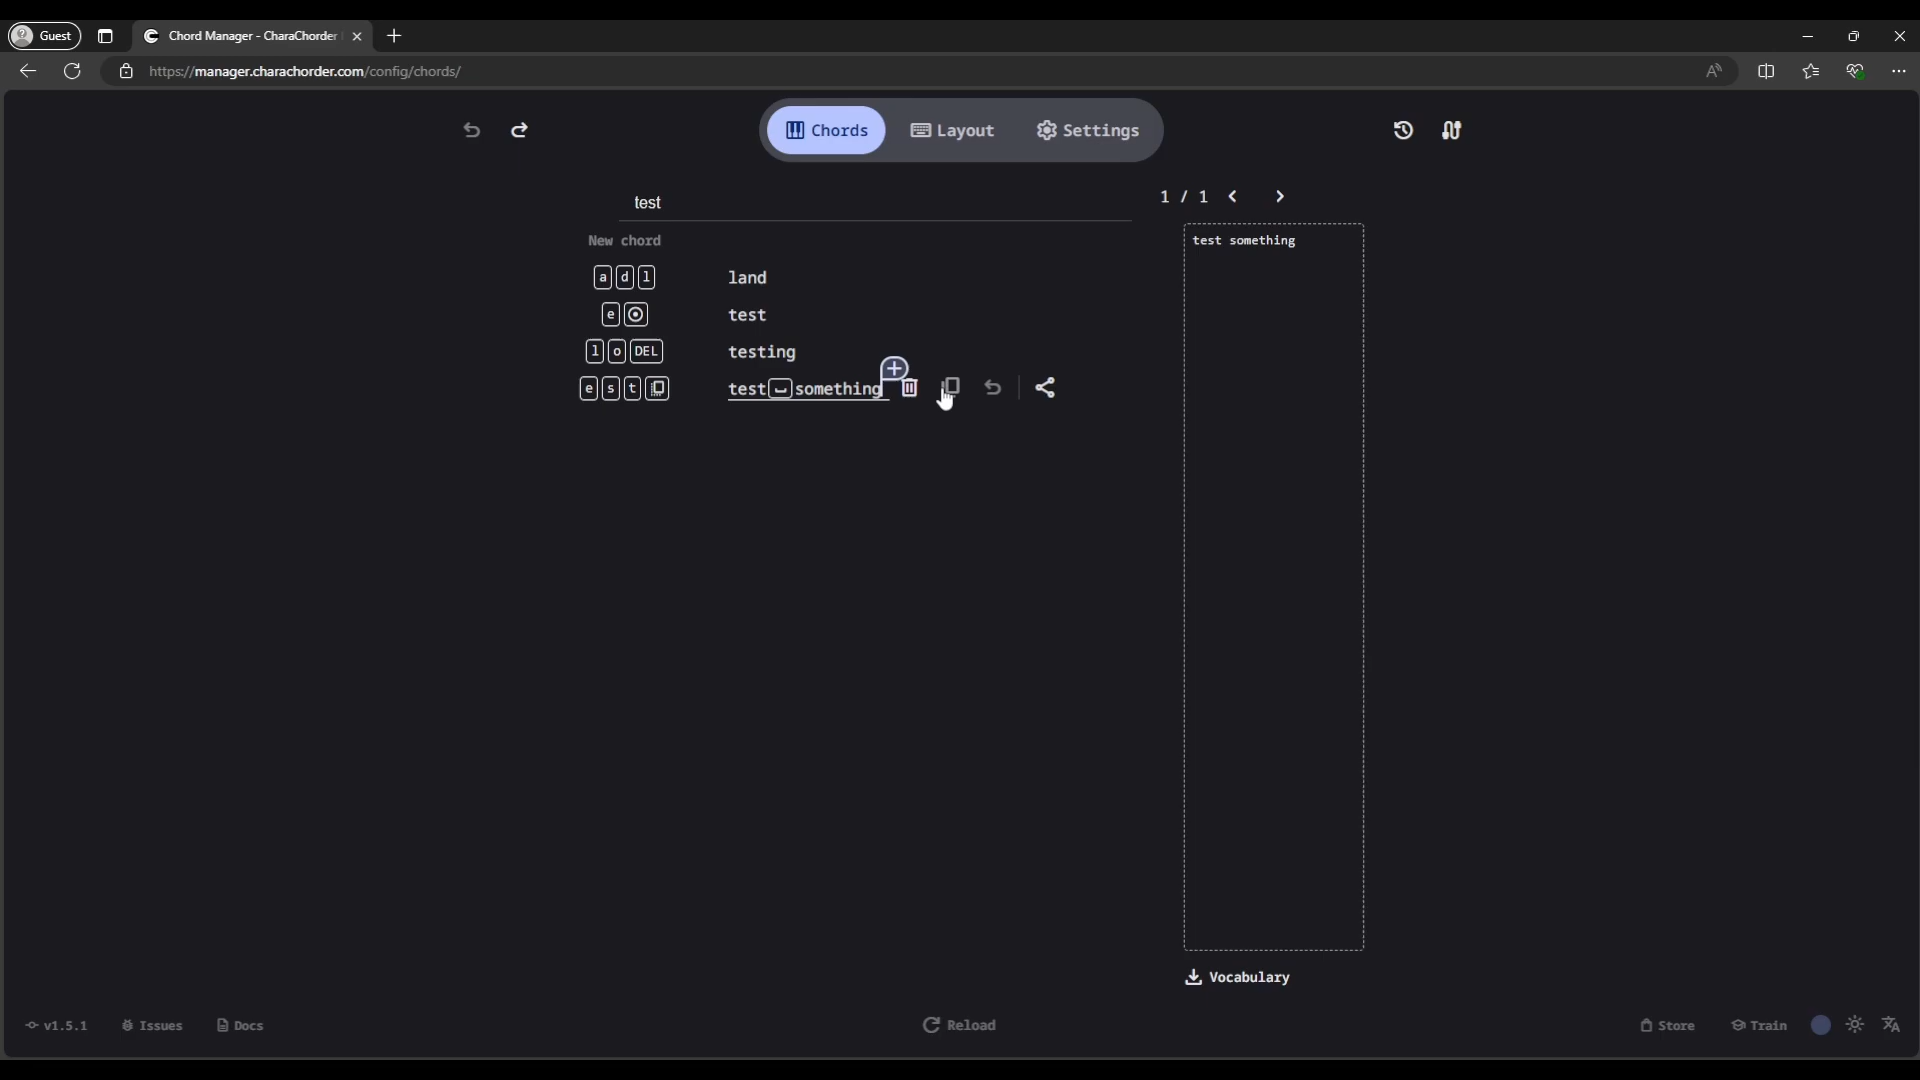 Guest
Chord Manager - CharaChorder
https://manager.charachorder.com/config/chords/
Chords
Layout
Settings
test
1 / 1
New chord
test something
a d l land
e test
l o DEL testing
e s t test something
Vocabulary
v1.5.1
Issues
Docs
Reload
Store
Train